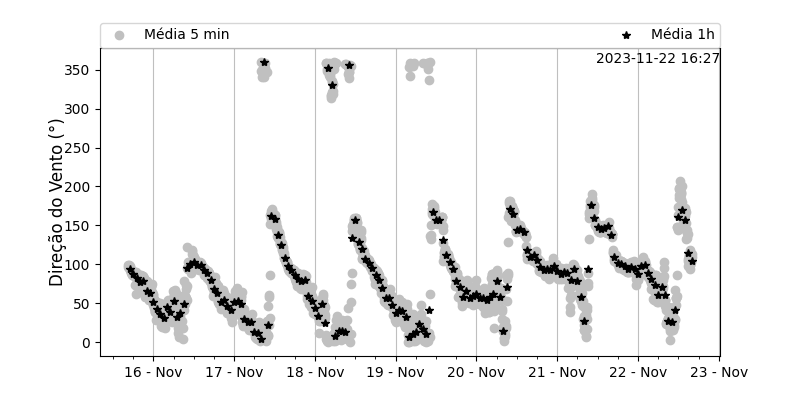 Média 5 min
Média 1h
2023-11-22 16:27
Direção do Vento (°)
350
300
250
200
150
100
50
0
16 - Nov
17 - Nov
18 - Nov
19 - Nov
20 - Nov
21 - Nov
22 - Nov
23 - Nov